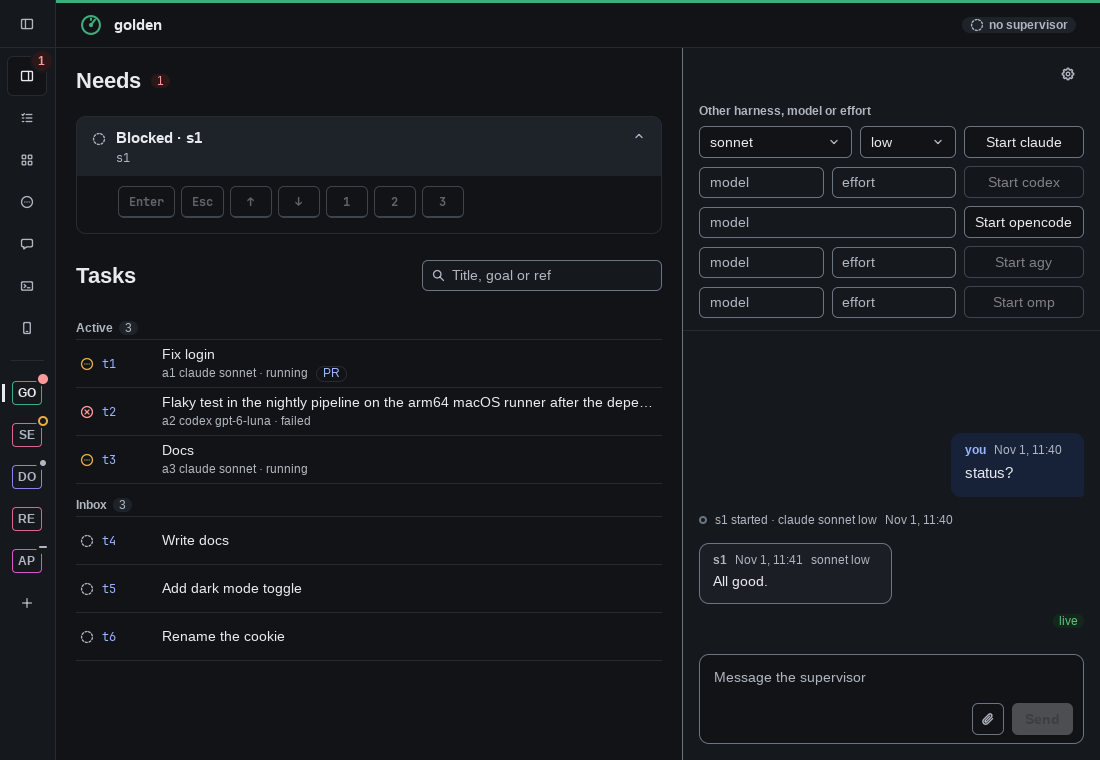 golden
no supervisor
1
Needs 1
Blocked · s1
s1
Enter Esc ↑ ↓ 1 2 3
Tasks
Title, goal or ref
Active 3
t1 Fix login
a1 claude sonnet · running PR
t2 Flaky test in the nightly pipeline on the arm64 macOS runner after the depe…
a2 codex gpt-6-luna · failed
t3 Docs
a3 claude sonnet · running
Inbox 3
t4 Write docs
t5 Add dark mode toggle
t6 Rename the cookie
GO
SE
DO
RE
AP
Other harness, model or effort
sonnet low Start claude
model effort Start codex
model Start opencode
model effort Start agy
model effort Start omp
you Nov 1, 11:40
status?
s1 started · claude sonnet low Nov 1, 11:40
s1 Nov 1, 11:41 sonnet low
All good.
live
Message the supervisor
Send